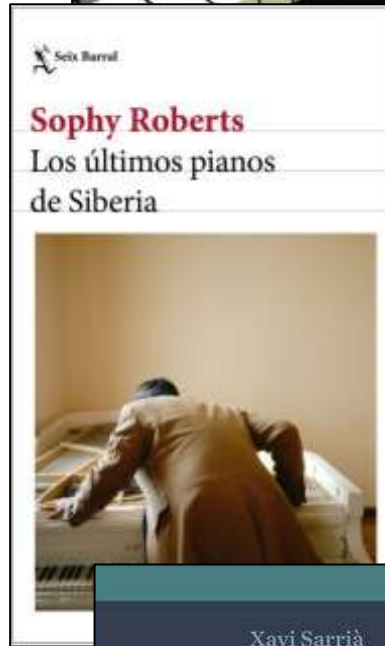 Seix Barral
Sophy Roberts
Los últimos pianos
de Siberia
Xavi Sarrià